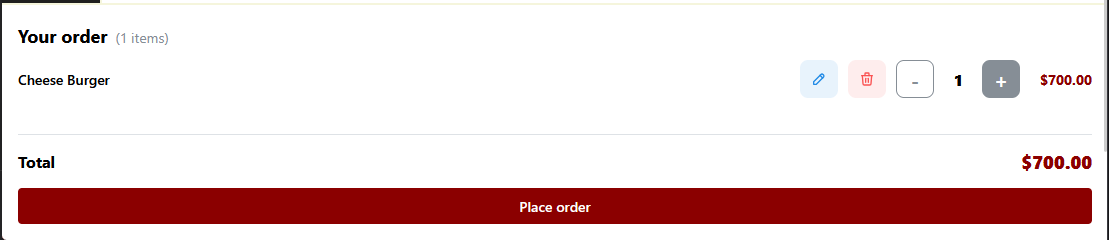 Your order (1 items)
Cheese Burger - 1 + $700.00
Total $700.00
Place order